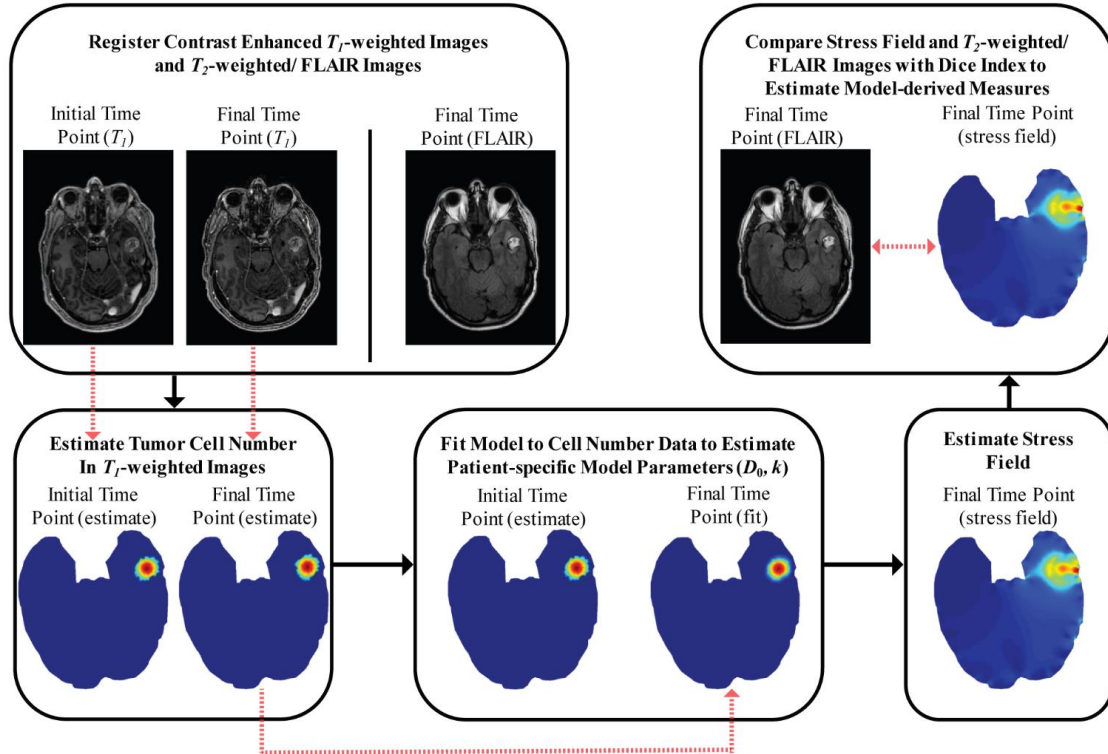 Register Contrast Enhanced T1-weighted Images
and T2-weighted/ FLAIR Images
Initial Time
Point (T1)
Final Time
Point (T1)
Final Time
Point (FLAIR)
Compare Stress Field and T2-weighted/
FLAIR Images with Dice Index to
Estimate Model-derived Measures
Final Time
Point (FLAIR)
Final Time Point
(stress field)
Estimate Tumor Cell Number
In T1-weighted Images
Initial Time
Point (estimate)
Final Time
Point (estimate)
Fit Model to Cell Number Data to Estimate
Patient-specific Model Parameters (D0, k)
Initial Time
Point (estimate)
Final Time
Point (fit)
Estimate Stress
Field
Final Time Point
(stress field)